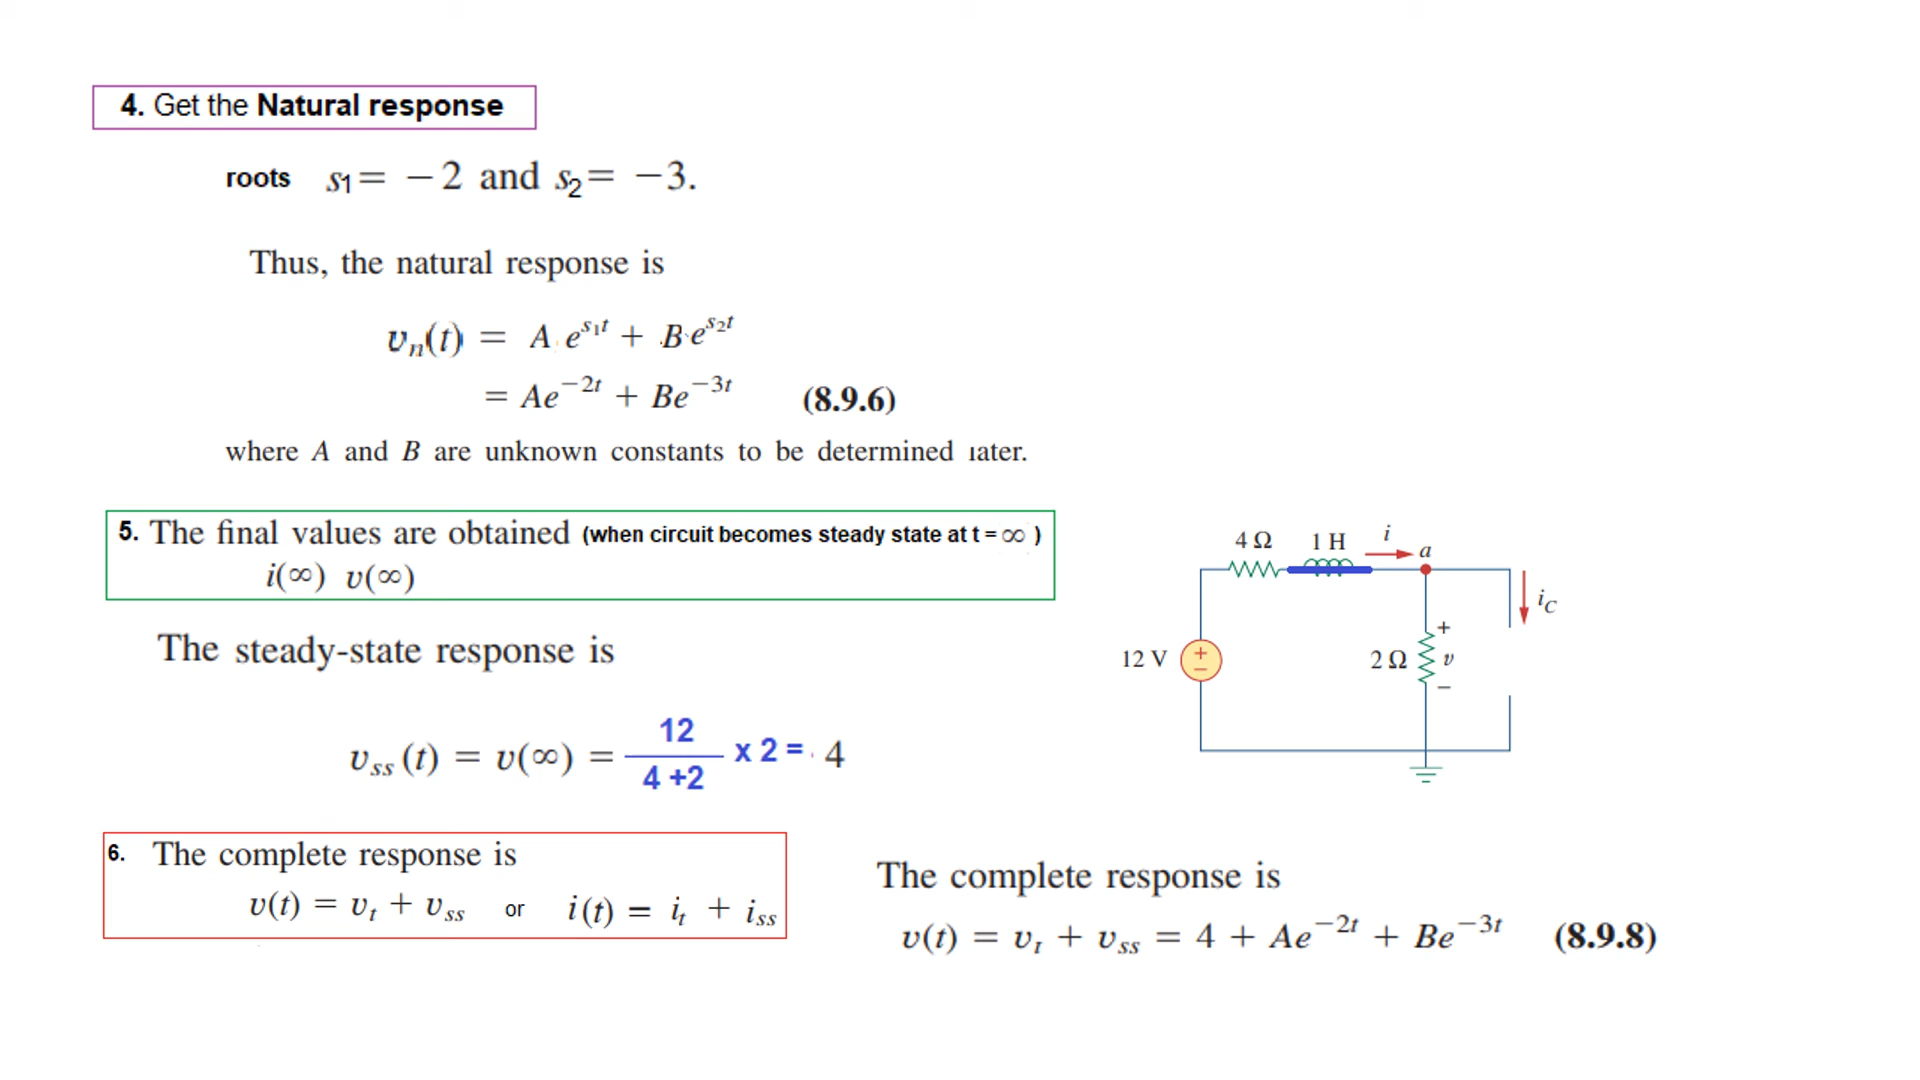 4. Get the Natural response
roots s1 = −2 and s2 = −3.
Thus, the natural response is
vn(t) = A e^s1t + B e^s2t
= Ae^−2t + Be^−3t (8.9.6)
where A and B are unknown constants to be determined later.
5. The final values are obtained (when circuit becomes steady state at t = ∞ )
i(∞) v(∞)
The steady-state response is
vss (t) = v(∞) = 12 / 4 +2 x 2 = 4
4 Ω 1 H i a
iC
12 V + − 2 Ω + v −
6. The complete response is
v(t) = vt + vss or i(t) = it + iss
The complete response is
v(t) = vt + vss = 4 + Ae^−2t + Be^−3t (8.9.8)